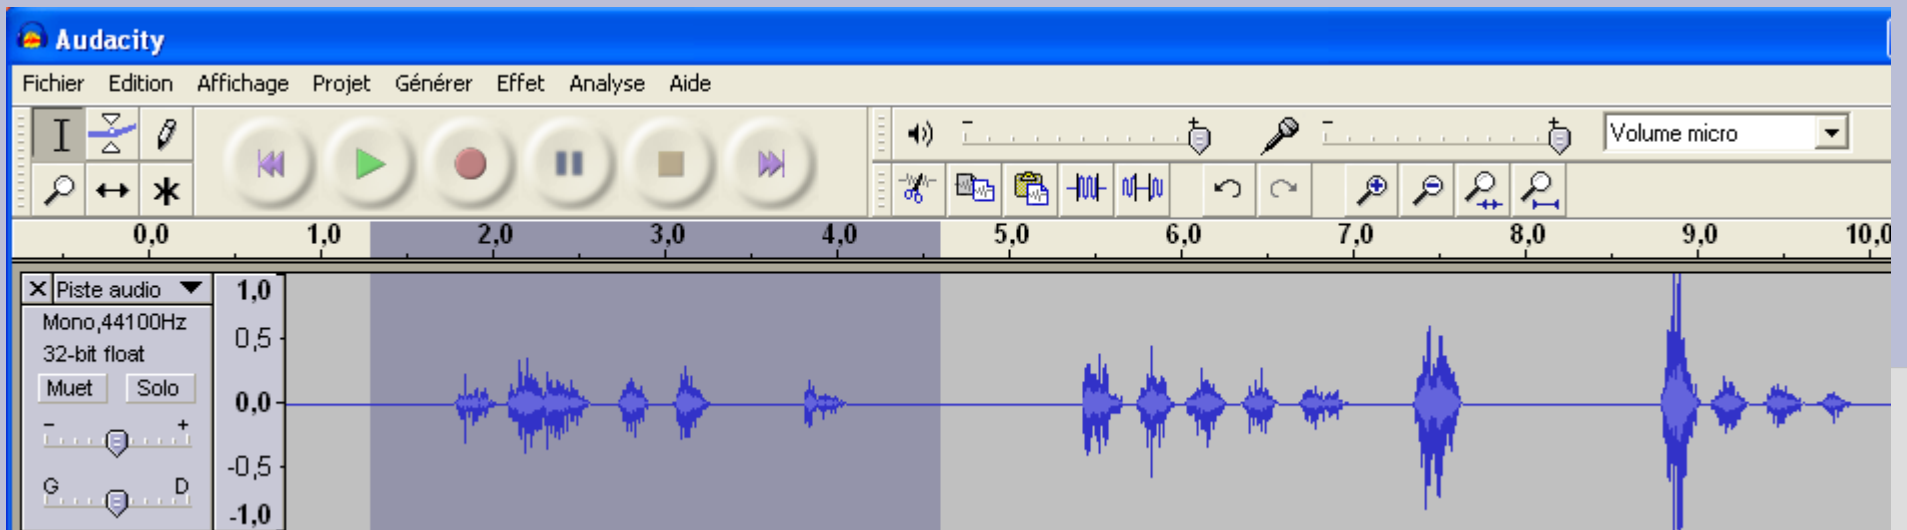 Audacity
Fichier Edition Affichage Projet Générer Effet Analyse Aide
Volume micro
0,0 1,0 2,0 3,0 4,0 5,0 6,0 7,0 8,0 9,0 10,0
Piste audio
Mono,44100Hz
32-bit float
Muet Solo
- +
G D
1,0
0,5
0,0
-0,5
-1,0